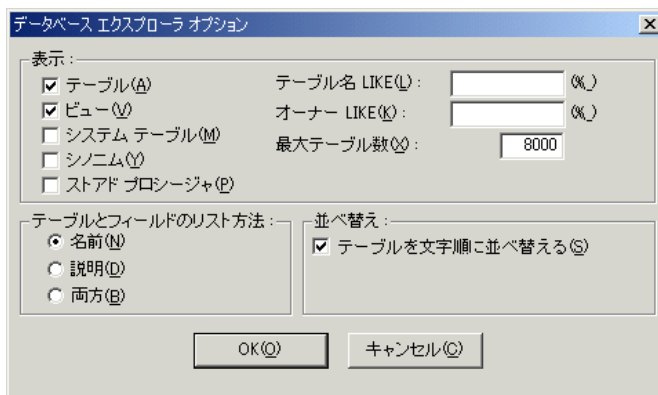 データベース エクスプローラ オプション
表示:
テーブル(A)
ビュー(V)
システム テーブル(M)
シノニム(Y)
ストアド プロシージャ(P)
テーブル名 LIKE(L):
(%_)
オーナー LIKE(K):
(%_)
最大テーブル数(X):
8000
テーブルとフィールドのリスト方法:
名前(N)
説明(D)
両方(B)
並べ替え:
テーブルを文字順に並べ替える(S)
OK(O)
キャンセル(C)